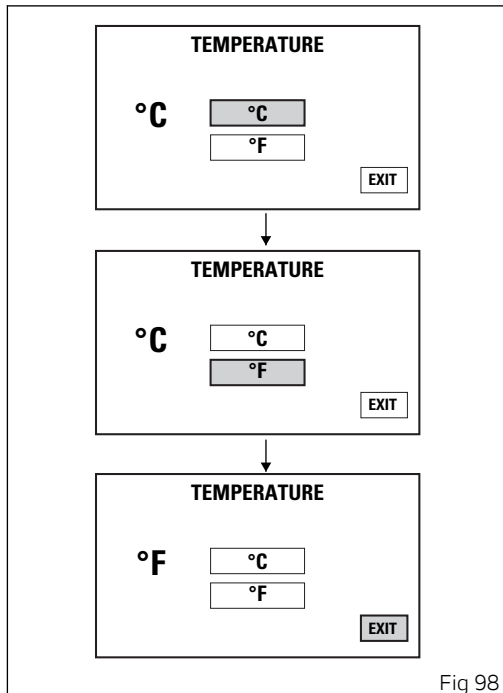 TEMPERATURE
°C °C
°F
EXIT
TEMPERATURE
°C °C
°F
EXIT
TEMPERATURE
°F °C
°F
EXIT
Fig 98